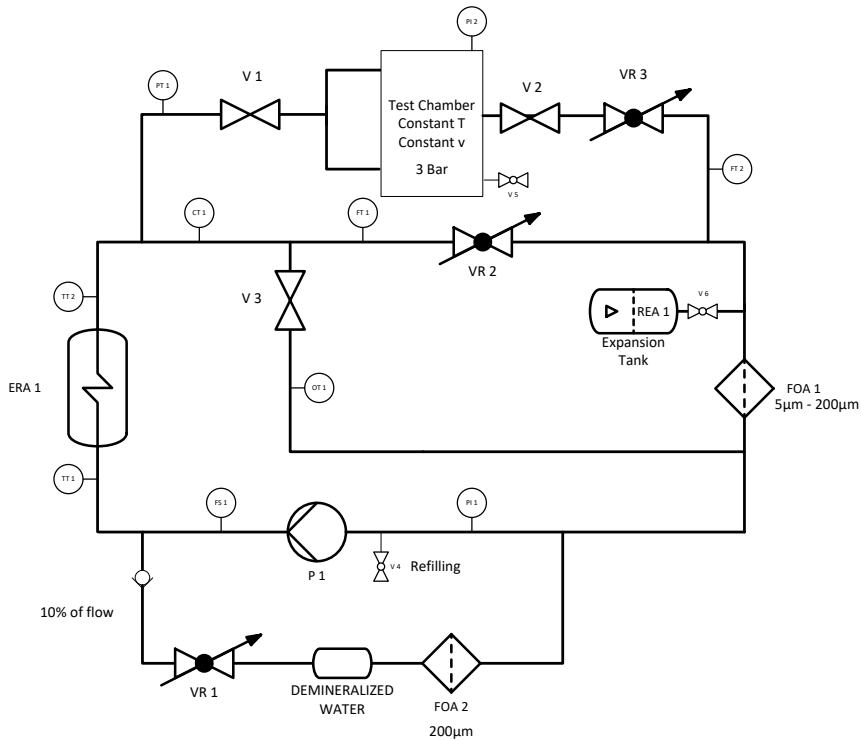 PI 2
PT 1
V 1
Test Chamber
Constant T
Constant v
3 Bar
V 2
VR 3
V 5
FT 2
CT 1
FT 1
VR 2
TT 2
V 3
REA 1
V 6
Expansion
Tank
ERA 1
OT 1
FOA 1
5µm - 200µm
TT 1
FS 1
PI 1
P 1
V 4
Refilling
10% of flow
VR 1
DEMINERALIZED
WATER
FOA 2
200µm